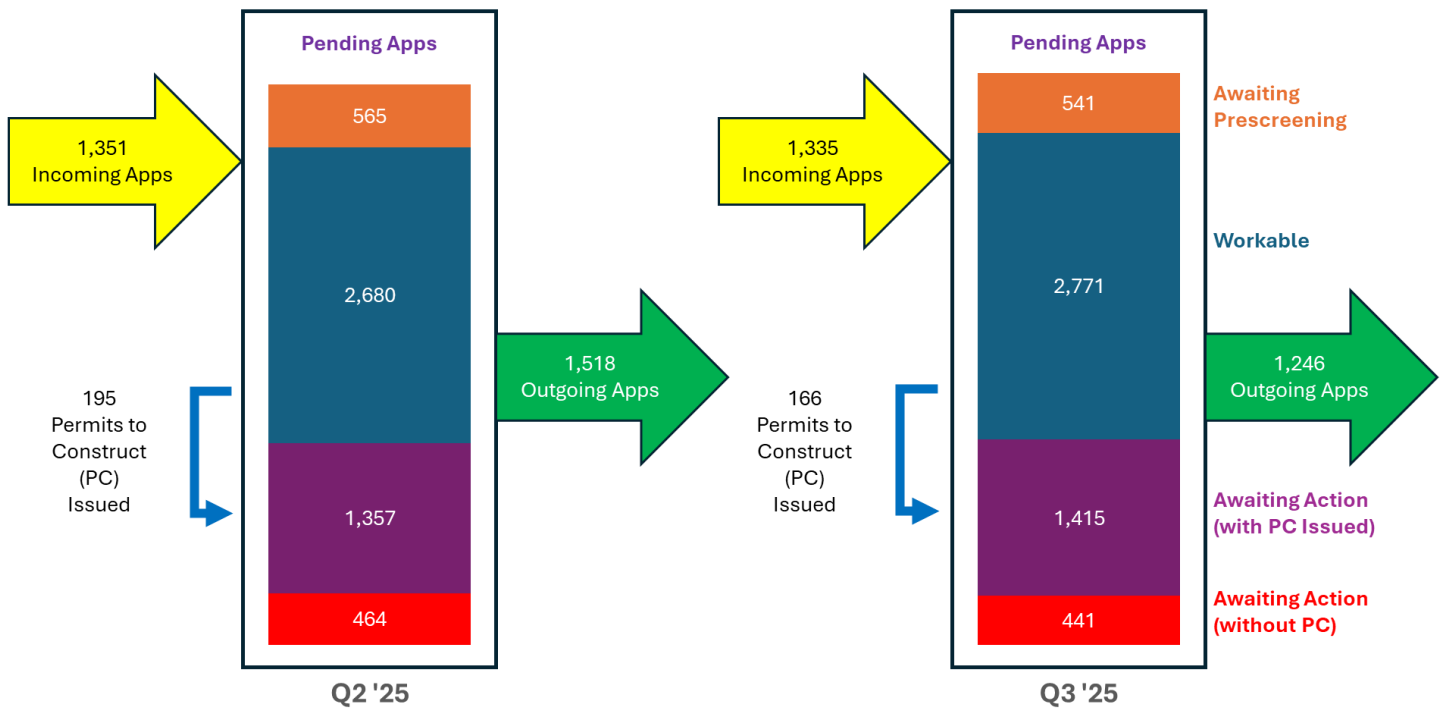 Pending Apps
565
1,351
Incoming Apps
2,680
195
Permits to
Construct
(PC)
Issued
1,357
464
1,518
Outgoing Apps
Q2 '25
Pending Apps
541
1,335
Incoming Apps
2,771
166
Permits to
Construct
(PC)
Issued
1,415
441
1,246
Outgoing Apps
Q3 '25
Awaiting
Prescreening
Workable
Awaiting Action
(with PC Issued)
Awaiting Action
(without PC)